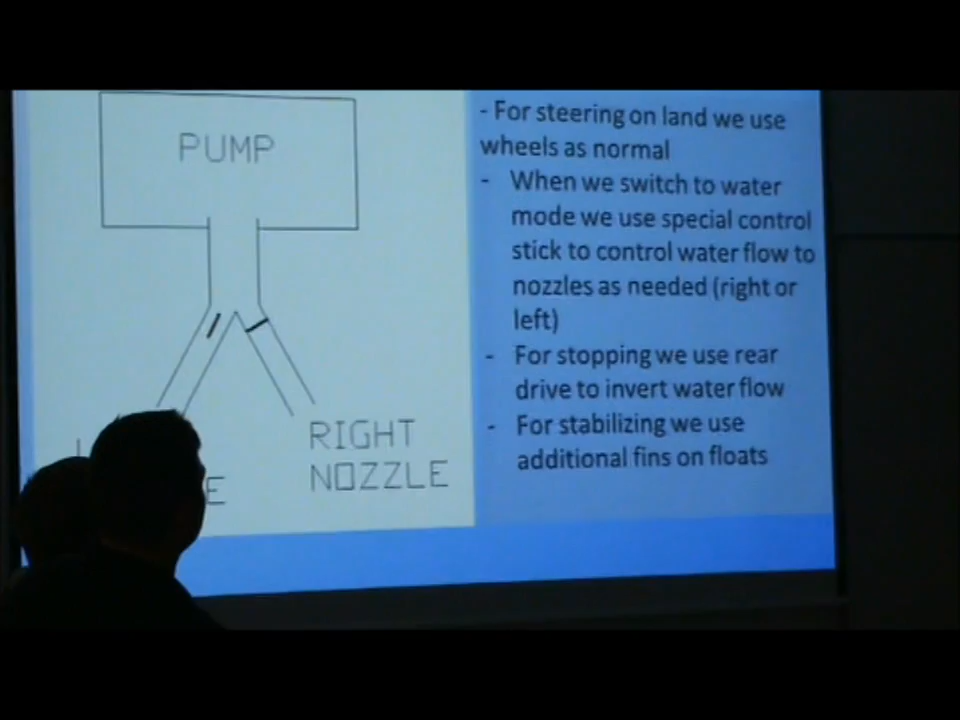 PUMP
RIGHT
NOZZLE
- For steering on land we use
wheels as normal
- When we switch to water
mode we use special control
stick to control water flow to
nozzles as needed (right or
left)
- For stopping we use rear
drive to invert water flow
- For stabilizing we use
additional fins on floats